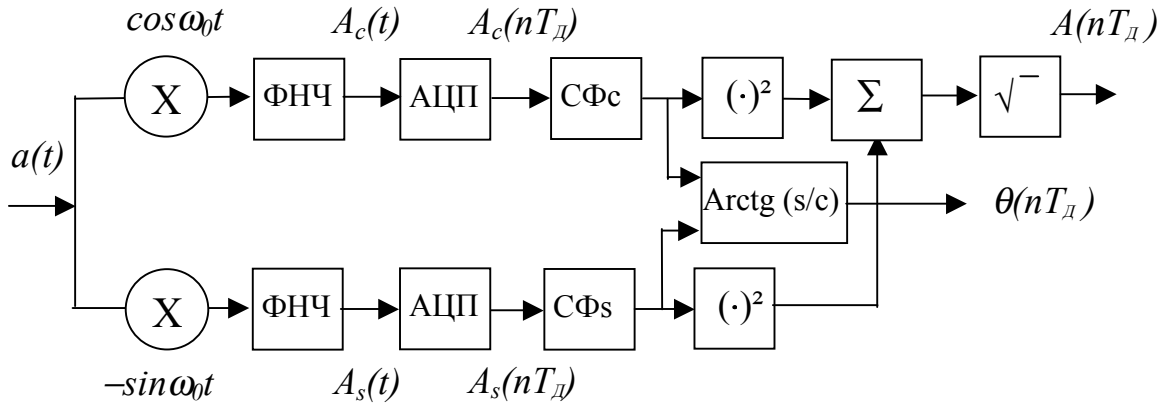 cosω₀t A_c(t) A_c(nT_Д) A(nT_Д)
X ФНЧ АЦП СФс (·)² Σ √‾
a(t)
Arctg (s/c) θ(nT_Д)
X ФНЧ АЦП СФs (·)²
–sinω₀t A_s(t) A_s(nT_Д)